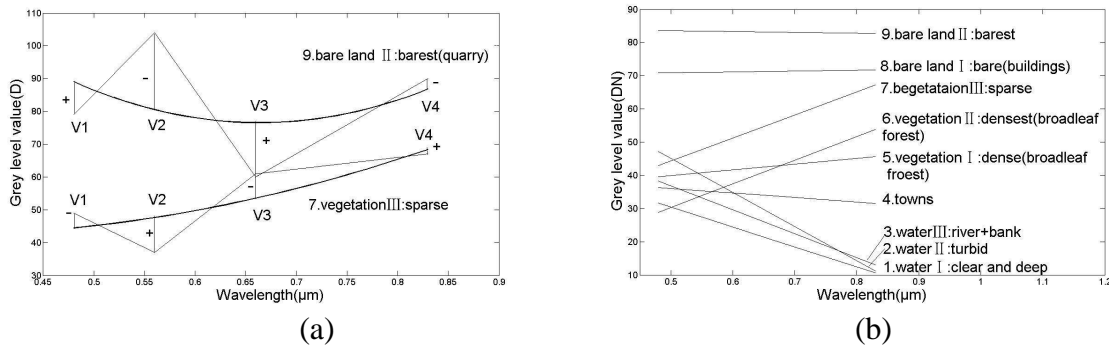 110
100
90
80
70
60
50
40
30
0.45
0.5
0.55
0.6
0.65
0.7
0.75
0.8
0.85
0.9
Grey level value(D)
Wavelength(μm)
9.bare land Ⅱ:barest(quarry)
+
V1
-
V2
V3
+
-
V4
V4
+
V1
-
V2
+
-
V3
7.vegetationⅢ:sparse
(a)
90
80
70
60
50
40
30
20
10
0.5
0.6
0.7
0.8
0.9
1
1.1
1.2
Grey level value(DN)
Wavelength(μm)
9.bare land Ⅱ:barest
8.bare land Ⅰ:bare(buildings)
7.begetataionⅢ:sparse
6.vegetation Ⅱ:densest(broadleaf
forest)
5.vegetation Ⅰ:dense(broadleaf
froest)
4.towns
3.waterⅢ:river+bank
2.water Ⅱ:turbid
1.water Ⅰ:clear and deep
(b)